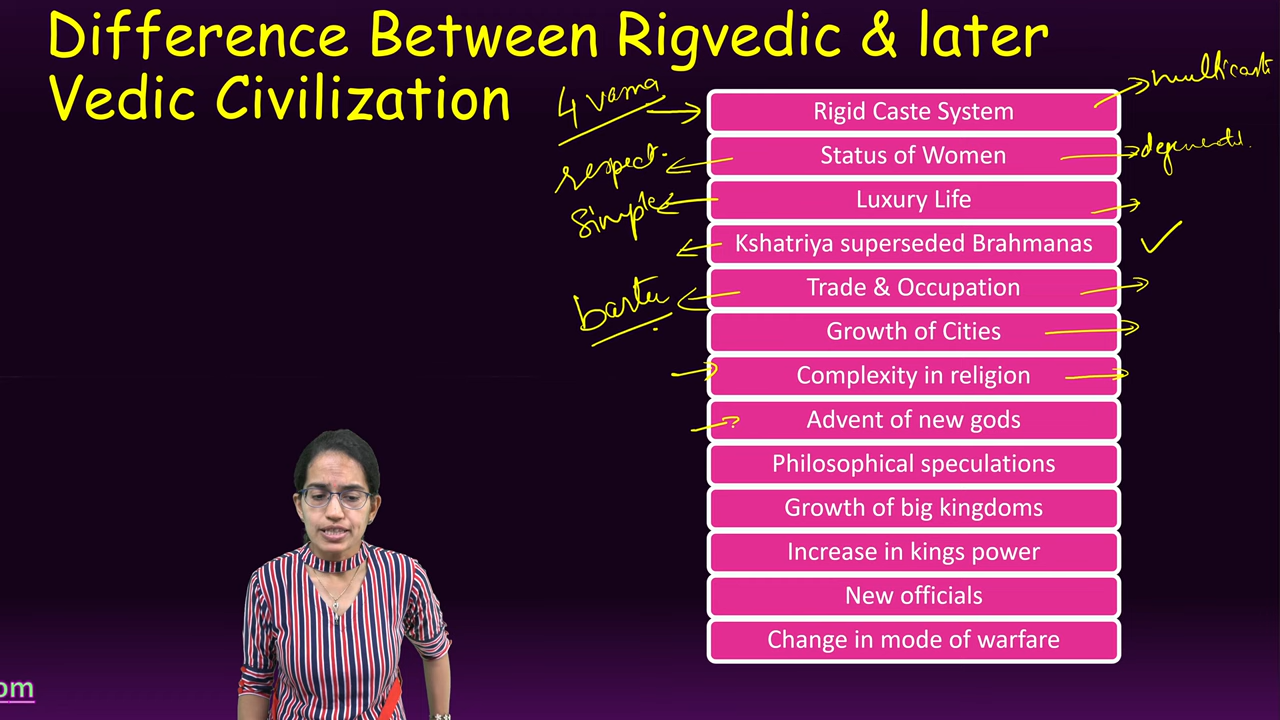 Difference Between Rigvedic & later
Vedic Civilization
4 varna
multicaste
Rigid Caste System
respect.
Status of Women
simple
Luxury Life
Kshatriya superseded Brahmanas
barter
Trade & Occupation
Growth of Cities
Complexity in religion
Advent of new gods
Philosophical speculations
Growth of big kingdoms
Increase in kings power
New officials
Change in mode of warfare
om